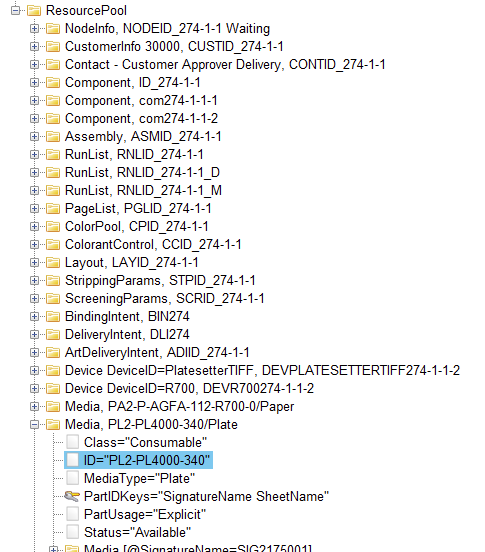 ResourcePool
NodeInfo, NODEID_274-1-1 Waiting
CustomerInfo 30000, CUSTID_274-1-1
Contact - Customer Approver Delivery, CONTID_274-1-1
Component, ID_274-1-1
Component, com274-1-1-1
Component, com274-1-1-2
Assembly, ASMID_274-1-1
RunList, RNLID_274-1-1
RunList, RNLID_274-1-1_D
RunList, RNLID_274-1-1_M
PageList, PGLID_274-1-1
ColorPool, CPID_274-1-1
ColorantControl, CCID_274-1-1
Layout, LAYID_274-1-1
StrippingParams, STPID_274-1-1
ScreeningParams, SCRID_274-1-1
BindingIntent, BIN274
DeliveryIntent, DLI274
ArtDeliveryIntent, ADIID_274-1-1
Device DeviceID=PlatesetterTIFF, DEVPLATESETTERTIFF274-1-1-2
Device DeviceID=R700, DEVR700274-1-1-2
Media, PA2-P-AGFA-112-R700-0/Paper
Media, PL2-PL4000-340/Plate
Class="Consumable"
ID="PL2-PL4000-340"
MediaType="Plate"
PartIDKeys="SignatureName SheetName"
PartUsage="Explicit"
Status="Available"
Media [@SignatureName=SIG2175001]